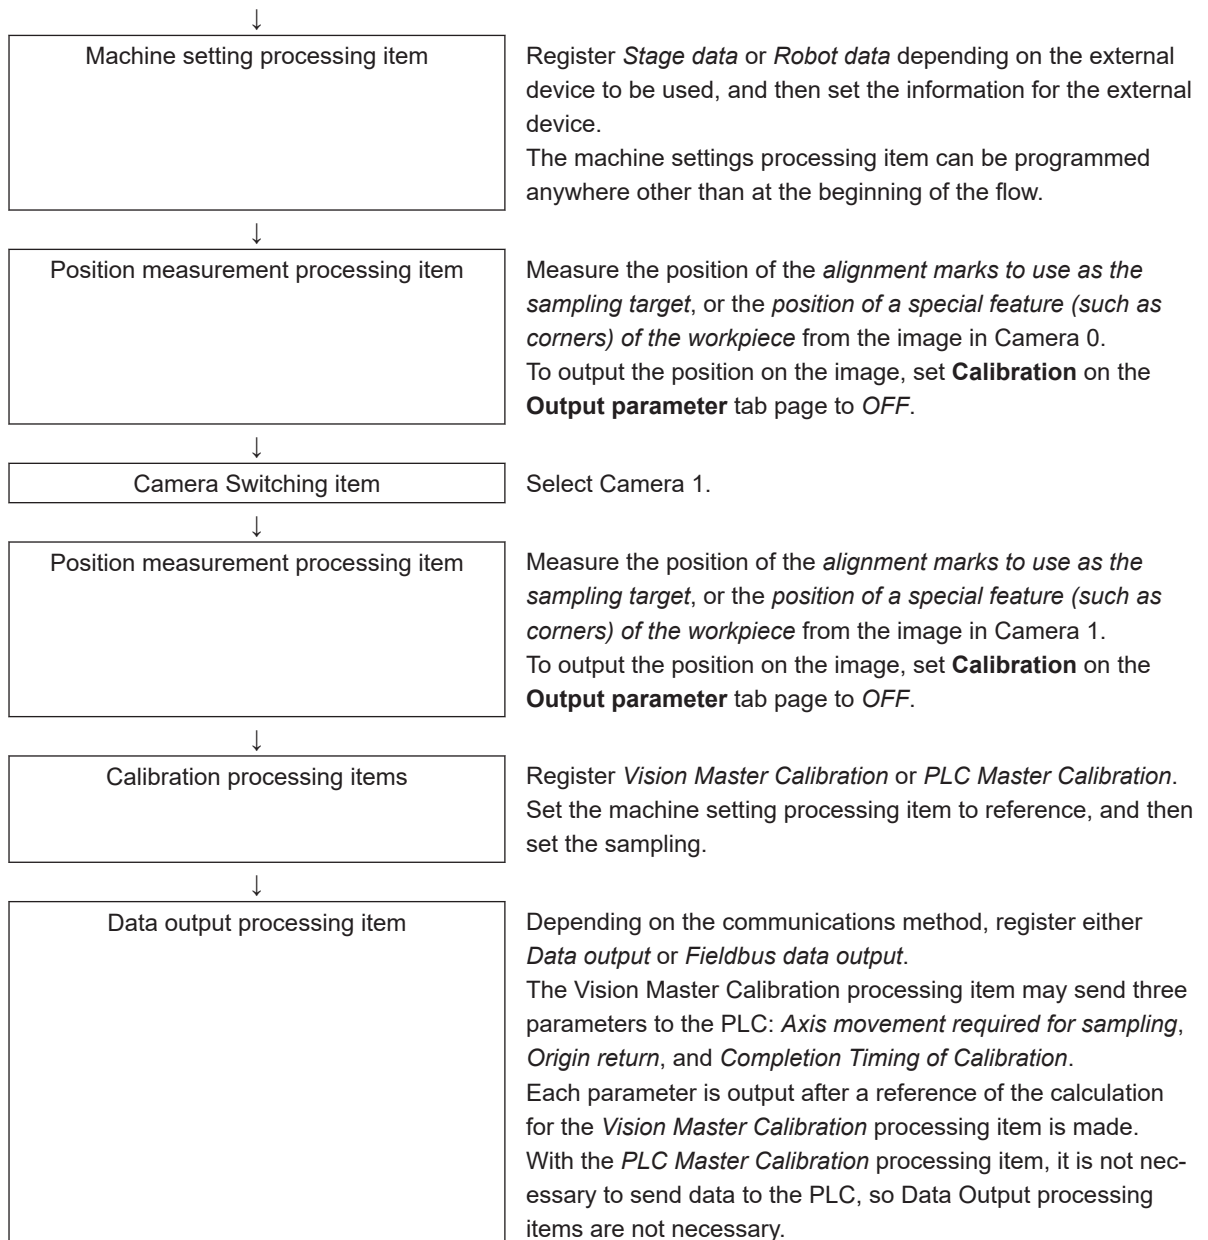 ↓
Machine setting processing item
Register Stage data or Robot data depending on the external
device to be used, and then set the information for the external
device.
The machine settings processing item can be programmed
anywhere other than at the beginning of the flow.
↓
Position measurement processing item
Measure the position of the alignment marks to use as the
sampling target, or the position of a special feature (such as
corners) of the workpiece from the image in Camera 0.
To output the position on the image, set Calibration on the
Output parameter tab page to OFF.
↓
Camera Switching item
Select Camera 1.
↓
Position measurement processing item
Measure the position of the alignment marks to use as the
sampling target, or the position of a special feature (such as
corners) of the workpiece from the image in Camera 1.
To output the position on the image, set Calibration on the
Output parameter tab page to OFF.
↓
Calibration processing items
Register Vision Master Calibration or PLC Master Calibration.
Set the machine setting processing item to reference, and then
set the sampling.
↓
Data output processing item
Depending on the communications method, register either
Data output or Fieldbus data output.
The Vision Master Calibration processing item may send three
parameters to the PLC: Axis movement required for sampling,
Origin return, and Completion Timing of Calibration.
Each parameter is output after a reference of the calculation
for the Vision Master Calibration processing item is made.
With the PLC Master Calibration processing item, it is not nec-
essary to send data to the PLC, so Data Output processing
items are not necessary.